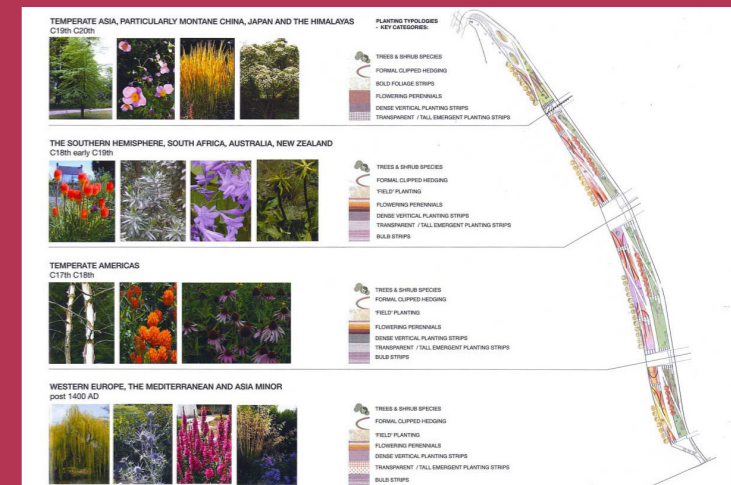 TEMPERATE ASIA, PARTICULARLY MONTANE CHINA, JAPAN AND THE HIMALAYAS
C19th C20th
PLANTING TYPOLOGIES
- KEY CATEGORIES:
TREES & SHRUB SPECIES
FORMAL CLIPPED HEDGING
BOLD FOLIAGE STRIPS
FLOWERING PERENNIALS
DENSE VERTICAL PLANTING STRIPS
TRANSPARENT / TALL EMERGENT PLANTING STRIPS
THE SOUTHERN HEMISPHERE, SOUTH AFRICA, AUSTRALIA, NEW ZEALAND
C18th early C19th
TREES & SHRUB SPECIES
FORMAL CLIPPED HEDGING
'FIELD' PLANTING
FLOWERING PERENNIALS
DENSE VERTICAL PLANTING STRIPS
TRANSPARENT / TALL EMERGENT PLANTING STRIPS
BULB STRIPS
TEMPERATE AMERICAS
C17th C18th
TREES & SHRUB SPECIES
FORMAL CLIPPED HEDGING
'FIELD' PLANTING
FLOWERING PERENNIALS
DENSE VERTICAL PLANTING STRIPS
TRANSPARENT / TALL EMERGENT PLANTING STRIPS
BULB STRIPS
WESTERN EUROPE, THE MEDITERRANEAN AND ASIA MINOR
post 1400 AD
TREES & SHRUB SPECIES
FORMAL CLIPPED HEDGING
'FIELD' PLANTING
FLOWERING PERENNIALS
DENSE VERTICAL PLANTING STRIPS
TRANSPARENT / TALL EMERGENT PLANTING STRIPS
BULB STRIPS